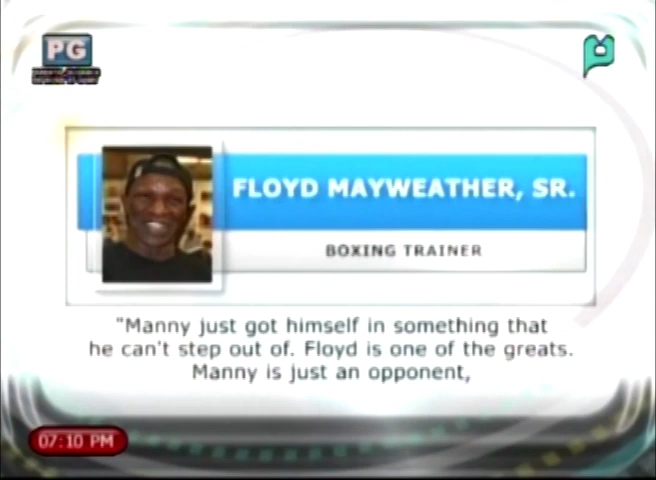 PG
FLOYD MAYWEATHER, SR.
BOXING TRAINER
"Manny just got himself in something that
he can't step out of. Floyd is one of the greats.
Manny is just an opponent,
07:10 PM